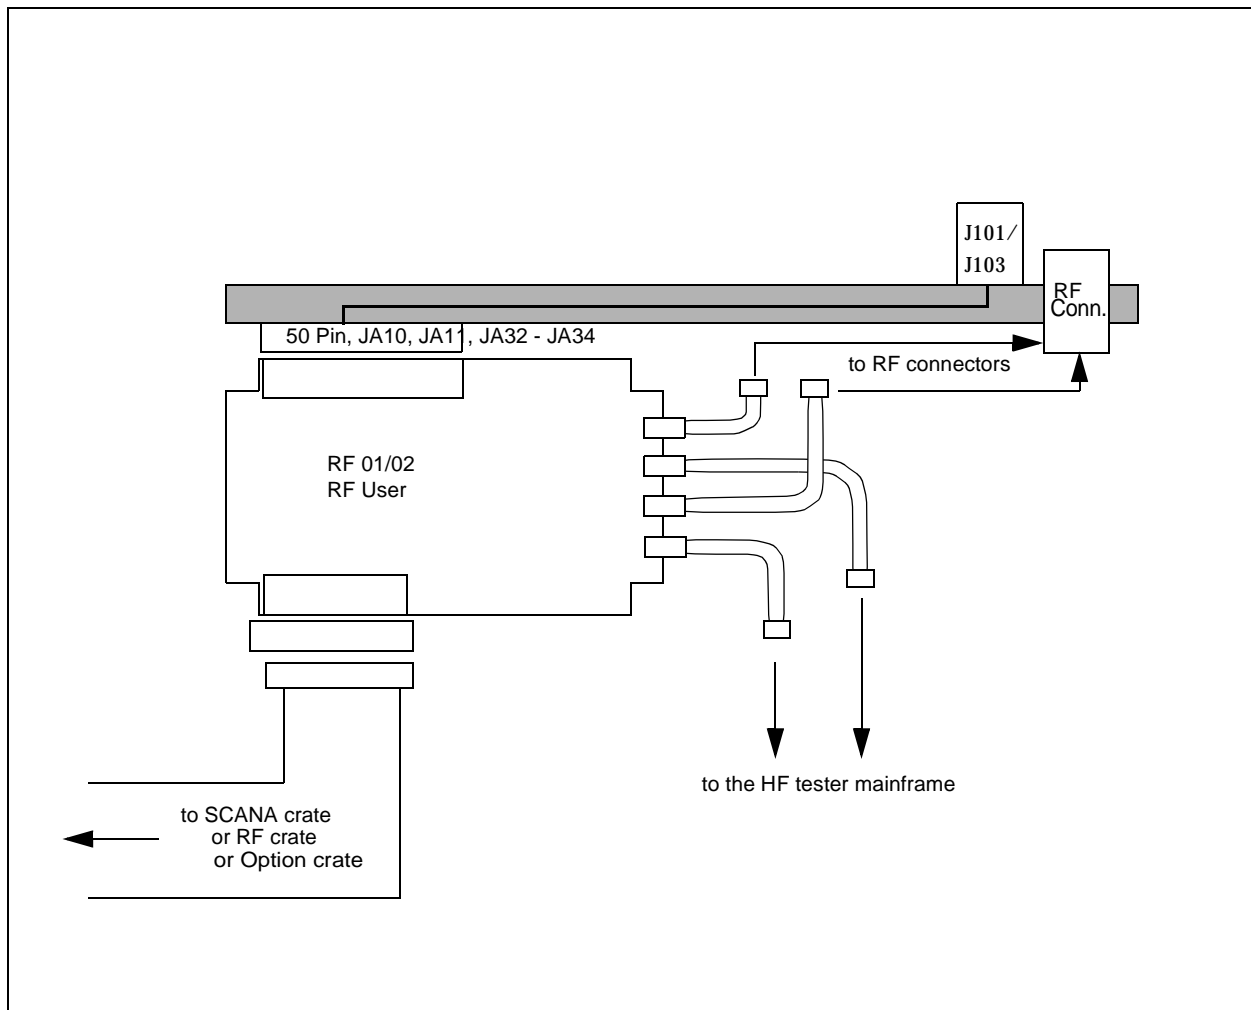 J101/
J103
RF
Conn.
50 Pin, JA10, JA11, JA32 - JA34
to RF connectors
RF 01/02
RF User
to the HF tester mainframe
to SCANA crate
or RF crate
or Option crate